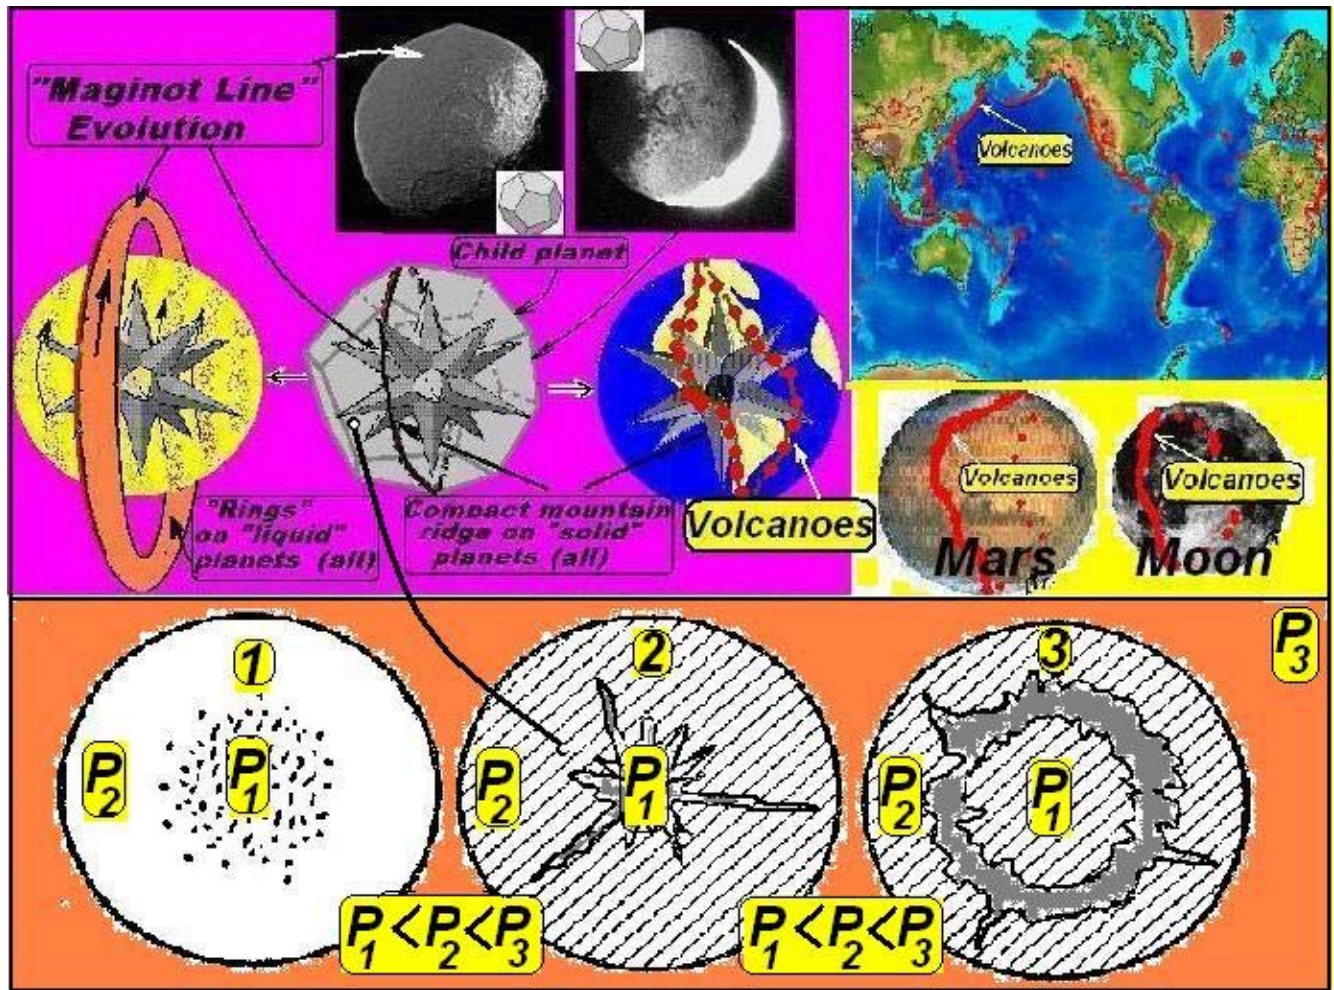 "Maginot Line"
Evolution
Child planet
"Rings"
on "liquid"
planets (all)
Compact mountain
ridge on "solid"
planets (all)
Volcanoes
Volcanoes
Volcanoes
Mars
Volcanoes
Moon
1
P2
P1
2
P2
P1
3
P2
P1
P3
P1<P2<P3
P1<P2<P3